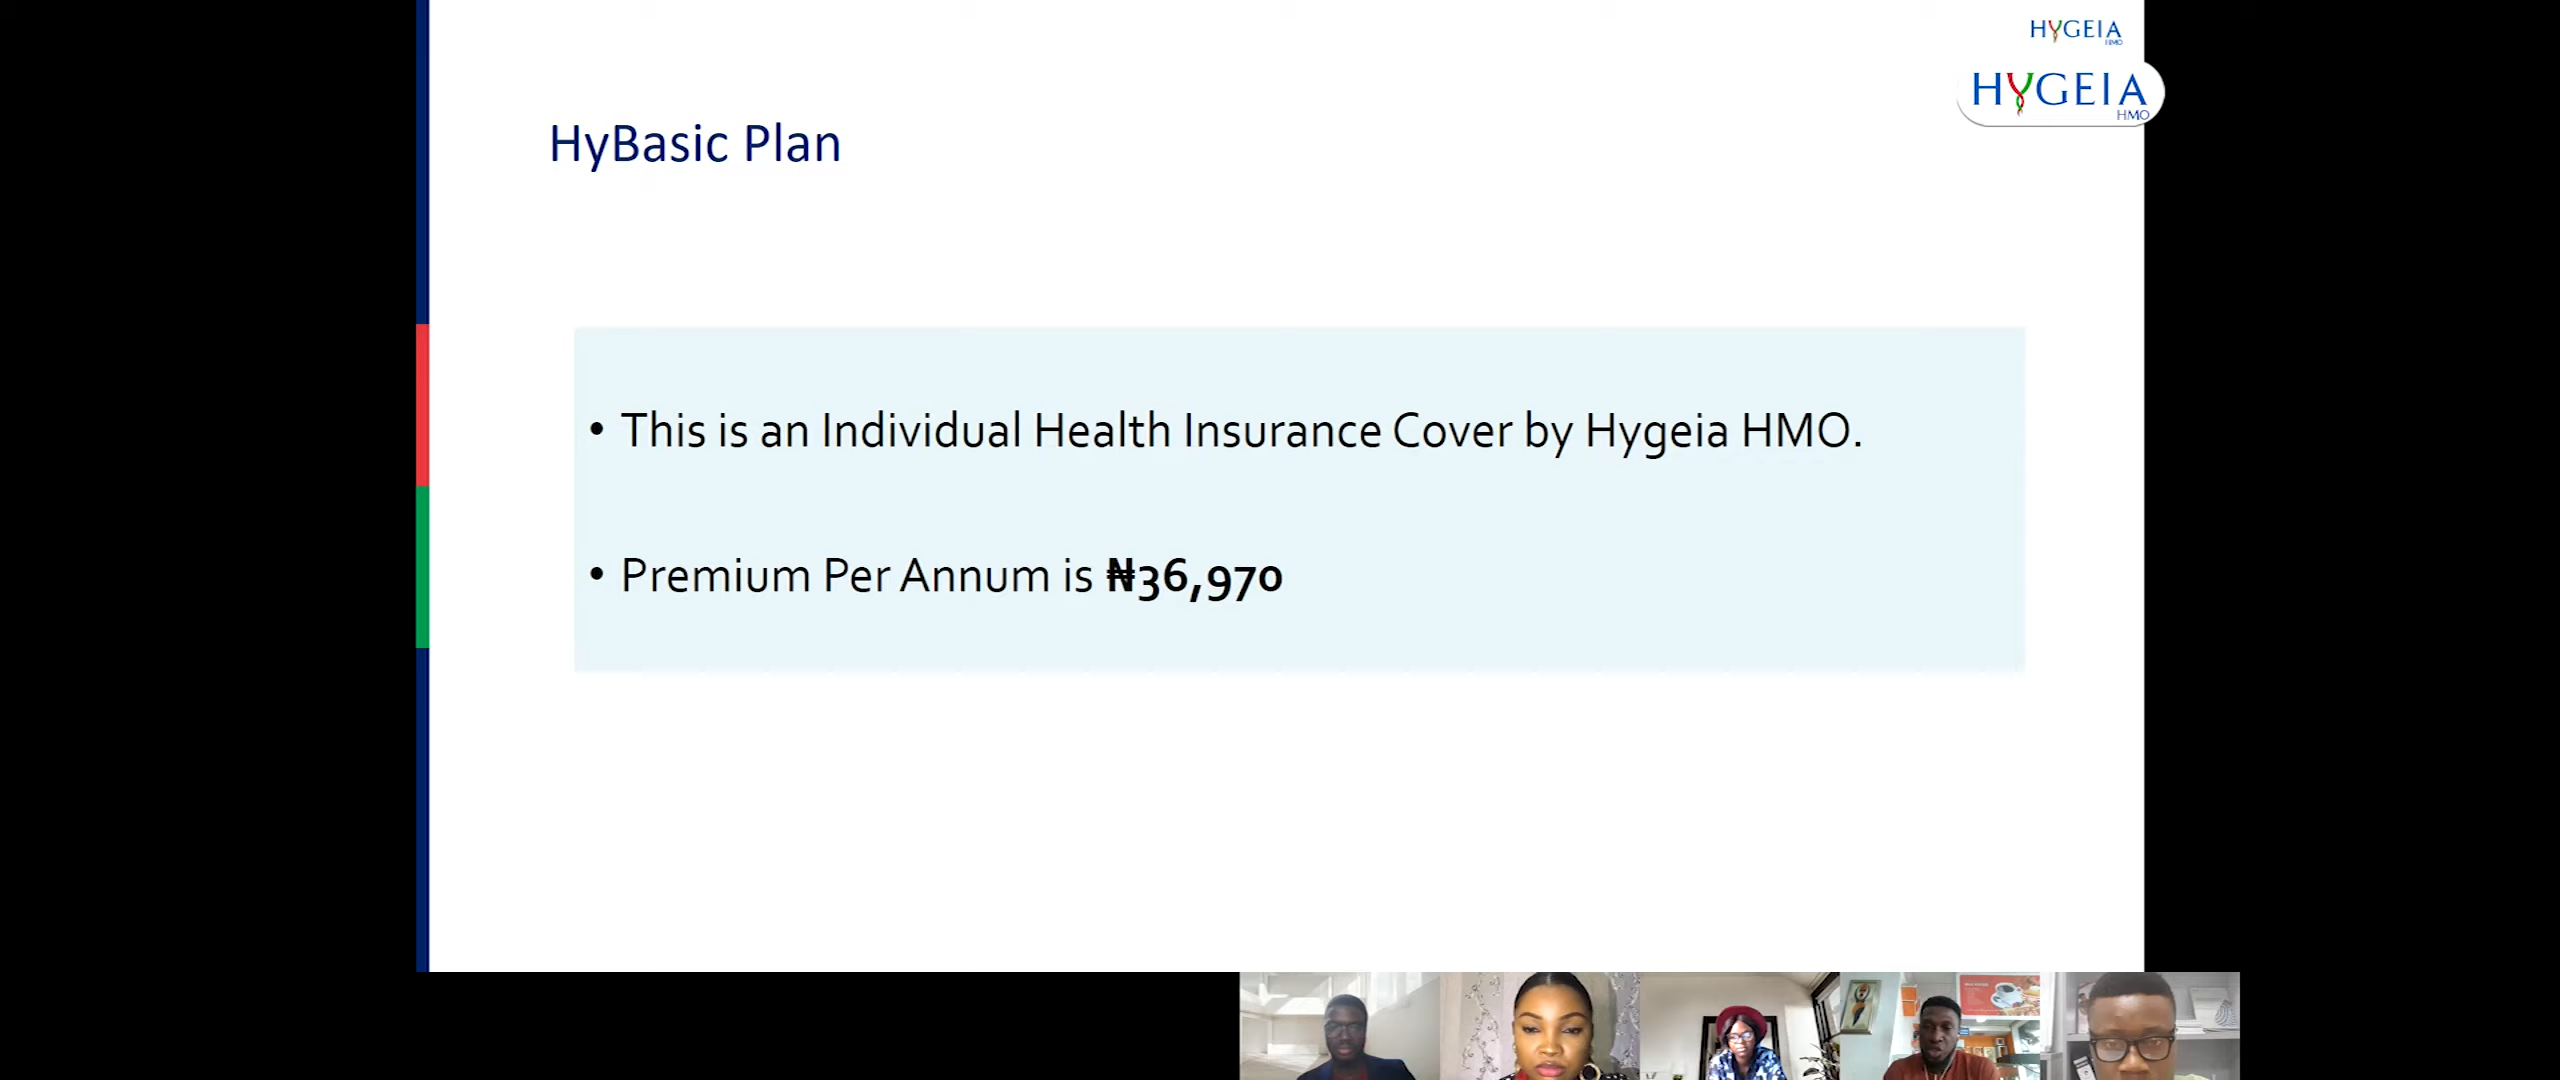 HYGEIA
HMO
HYGEIA
HMO
HyBasic Plan
• This is an Individual Health Insurance Cover by Hygeia HMO.
• Premium Per Annum is ₦36,970